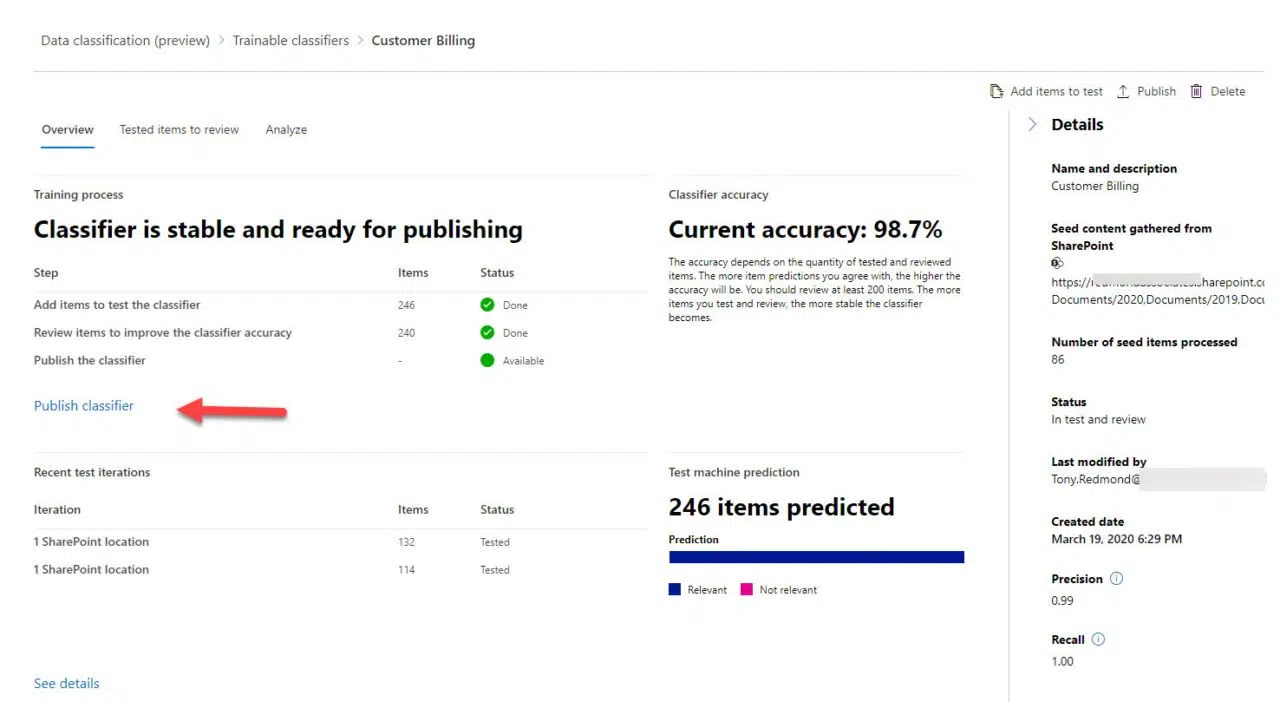 Data classification (preview) > Trainable classifiers > Customer Billing
Add items to test Publish Delete
Overview Tested items to review Analyze
Training process
Classifier is stable and ready for publishing
Step Items Status
Add items to test the classifier 246 Done
Review items to improve the classifier accuracy 240 Done
Publish the classifier - Available
Publish classifier
Classifier accuracy
Current accuracy: 98.7%
The accuracy depends on the quantity of tested and reviewed
items. The more item predictions you agree with, the higher the
accuracy will be. You should review at least 200 items. The more
items you test and review, the more stable the classifier
becomes.
Recent test iterations
Iteration Items Status
1 SharePoint location 132 Tested
1 SharePoint location 114 Tested
See details
Test machine prediction
246 items predicted
Prediction
Relevant Not relevant
Details
Name and description
Customer Billing
Seed content gathered from
SharePoint
https://
sharepoint.co
Documents/2020,Documents/2019,Docu
Number of seed items processed
86
Status
In test and review
Last modified by
Tony.Redmond@
Created date
March 19, 2020 6:29 PM
Precision
0.99
Recall
1.00